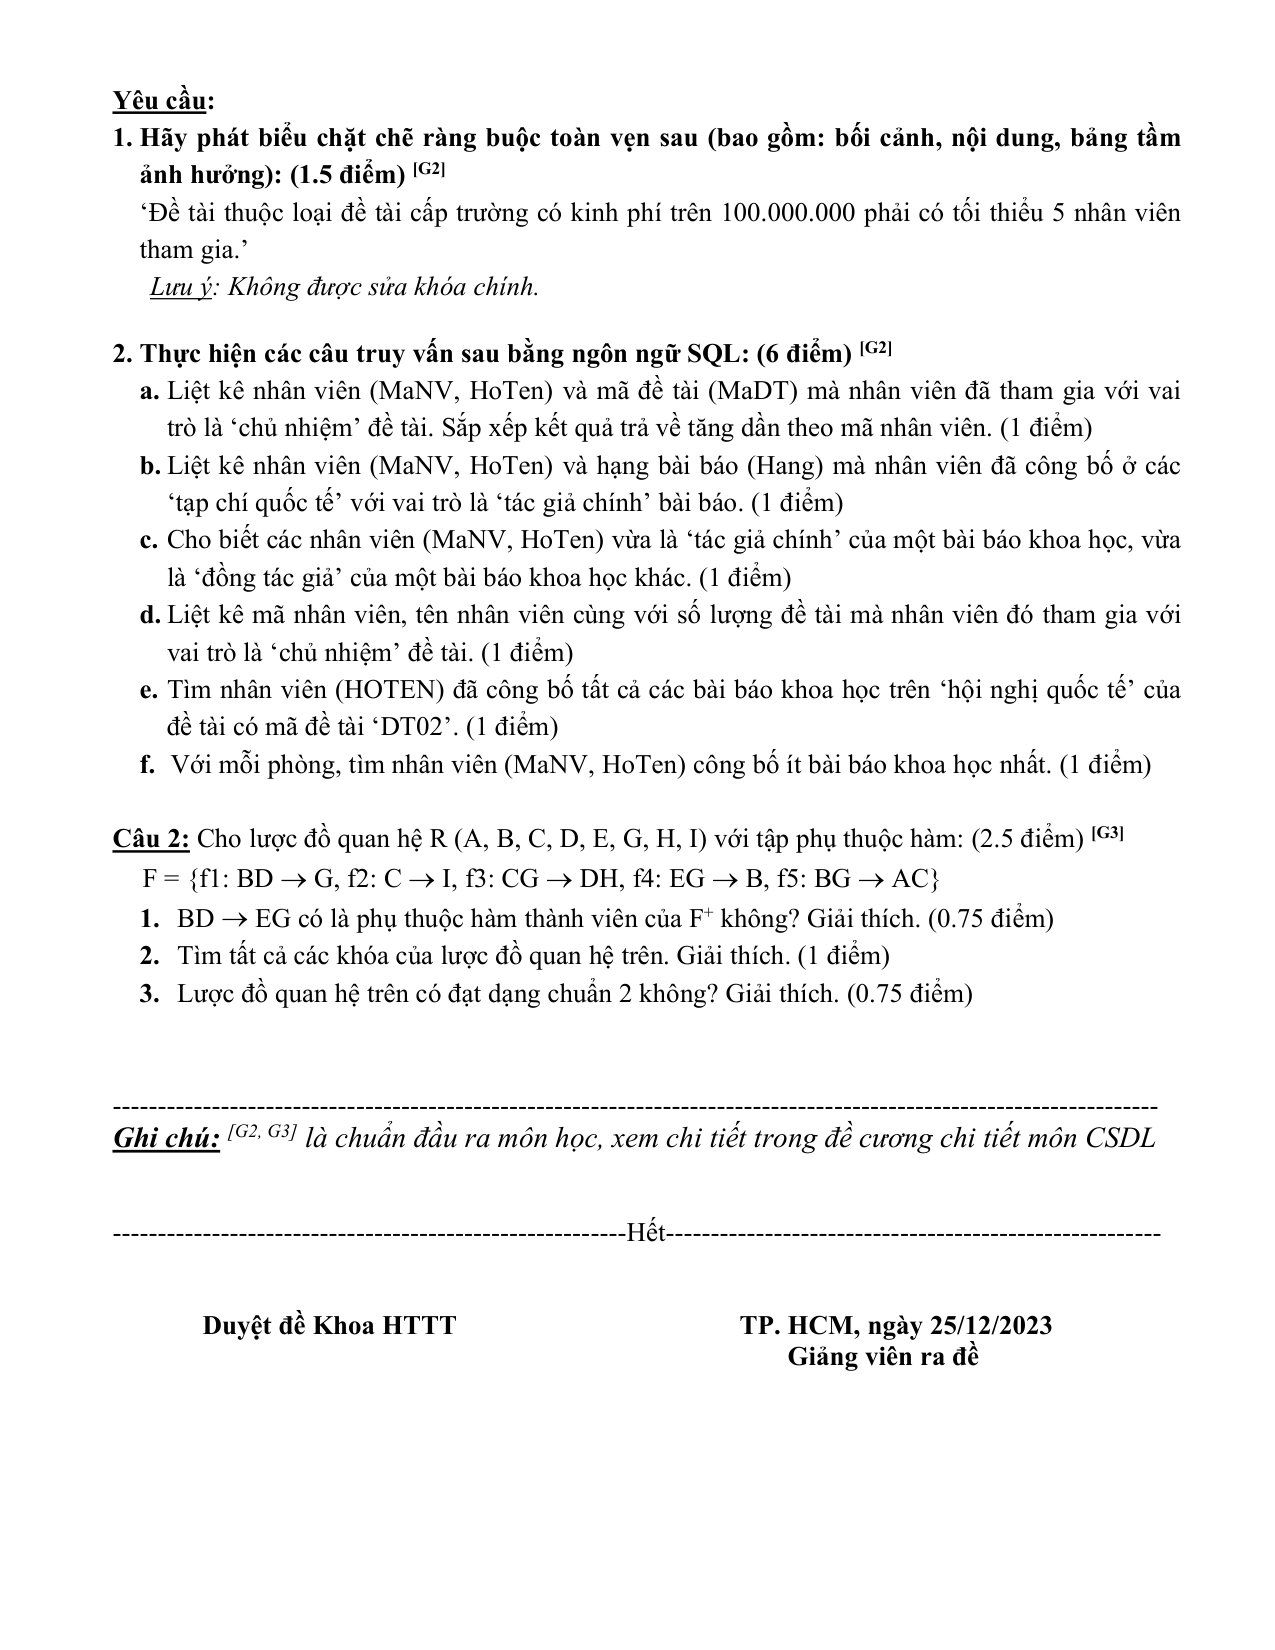 Yêu cầu:
1. Hãy phát biểu chặt chẽ ràng buộc toàn vẹn sau (bao gồm: bối cảnh, nội dung, bảng tầm
ảnh hưởng): (1.5 điểm) [G2]
‘Đề tài thuộc loại đề tài cấp trường có kinh phí trên 100.000.000 phải có tối thiểu 5 nhân viên
tham gia.’
Lưu ý: Không được sửa khóa chính.
2. Thực hiện các câu truy vấn sau bằng ngôn ngữ SQL: (6 điểm) [G2]
a. Liệt kê nhân viên (MaNV, HoTen) và mã đề tài (MaDT) mà nhân viên đã tham gia với vai
trò là ‘chủ nhiệm’ đề tài. Sắp xếp kết quả trả về tăng dần theo mã nhân viên. (1 điểm)
b. Liệt kê nhân viên (MaNV, HoTen) và hạng bài báo (Hang) mà nhân viên đã công bố ở các
‘tạp chí quốc tế’ với vai trò là ‘tác giả chính’ bài báo. (1 điểm)
c. Cho biết các nhân viên (MaNV, HoTen) vừa là ‘tác giả chính’ của một bài báo khoa học, vừa
là ‘đồng tác giả’ của một bài báo khoa học khác. (1 điểm)
d. Liệt kê mã nhân viên, tên nhân viên cùng với số lượng đề tài mà nhân viên đó tham gia với
vai trò là ‘chủ nhiệm’ đề tài. (1 điểm)
e. Tìm nhân viên (HOTEN) đã công bố tất cả các bài báo khoa học trên ‘hội nghị quốc tế’ của
đề tài có mã đề tài ‘DT02’. (1 điểm)
f. Với mỗi phòng, tìm nhân viên (MaNV, HoTen) công bố ít bài báo khoa học nhất. (1 điểm)
Câu 2: Cho lược đồ quan hệ R (A, B, C, D, E, G, H, I) với tập phụ thuộc hàm: (2.5 điểm) [G3]
F = {f1: BD → G, f2: C → I, f3: CG → DH, f4: EG → B, f5: BG → AC}
1. BD → EG có là phụ thuộc hàm thành viên của F+ không? Giải thích. (0.75 điểm)
2. Tìm tất cả các khóa của lược đồ quan hệ trên. Giải thích. (1 điểm)
3. Lược đồ quan hệ trên có đạt dạng chuẩn 2 không? Giải thích. (0.75 điểm)
---------------------------------------------------------------------------------------------------------------------
Ghi chú: [G2, G3] là chuẩn đầu ra môn học, xem chi tiết trong đề cương chi tiết môn CSDL
---------------------------------------------------------Hết-------------------------------------------------------
Duyệt đề Khoa HTTT TP. HCM, ngày 25/12/2023
Giảng viên ra đề